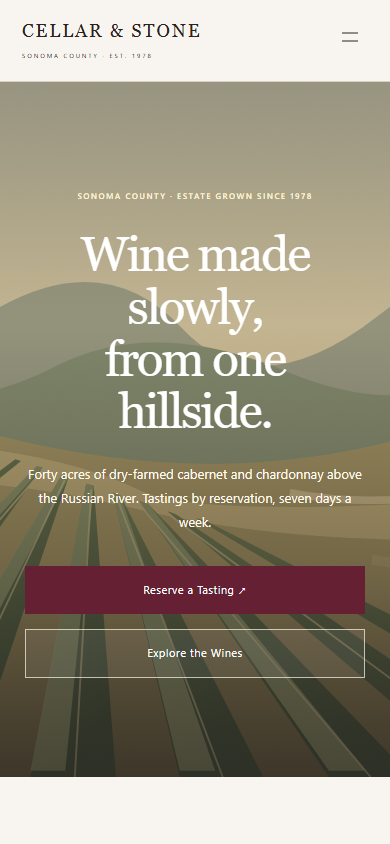 CELLAR & STONE
SONOMA COUNTY · EST. 1978
SONOMA COUNTY · ESTATE GROWN SINCE 1978
Wine made
slowly,
from one
hillside.
Forty acres of dry-farmed cabernet and chardonnay above
the Russian River. Tastings by reservation, seven days a
week.
Reserve a Tasting ↗
Explore the Wines